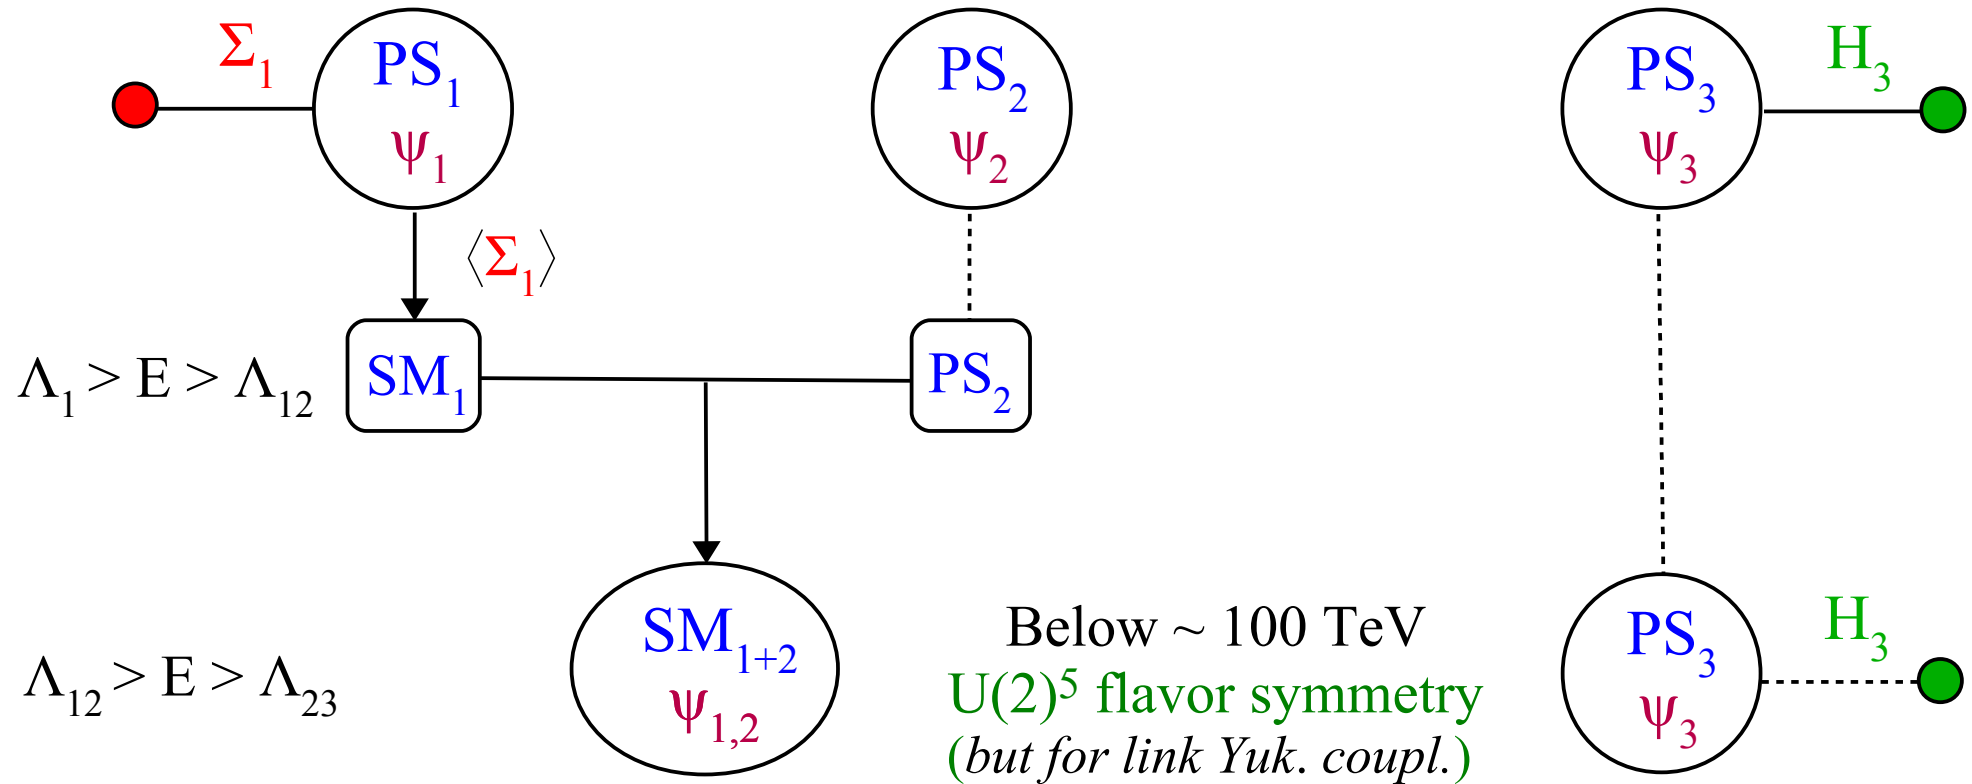 Σ₁
PS₁
ψ₁
PS₂
ψ₂
PS₃
ψ₃
H₃
⟨Σ₁⟩
Λ₁ > E > Λ₁₂
SM₁
PS₂
Λ₁₂ > E > Λ₂₃
SM₁₊₂
ψ₁,₂
Below ~ 100 TeV
U(2)⁵ flavor symmetry
(but for link Yuk. coupl.)
PS₃
ψ₃
H₃